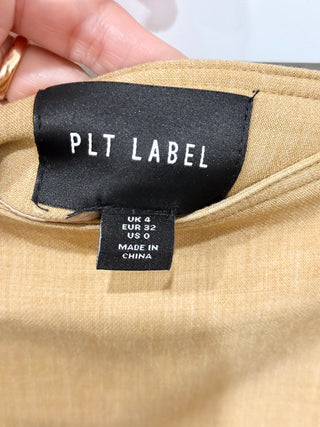 PLT LABEL
UK 4
EUR 32
US 0
MADE IN
CHINA